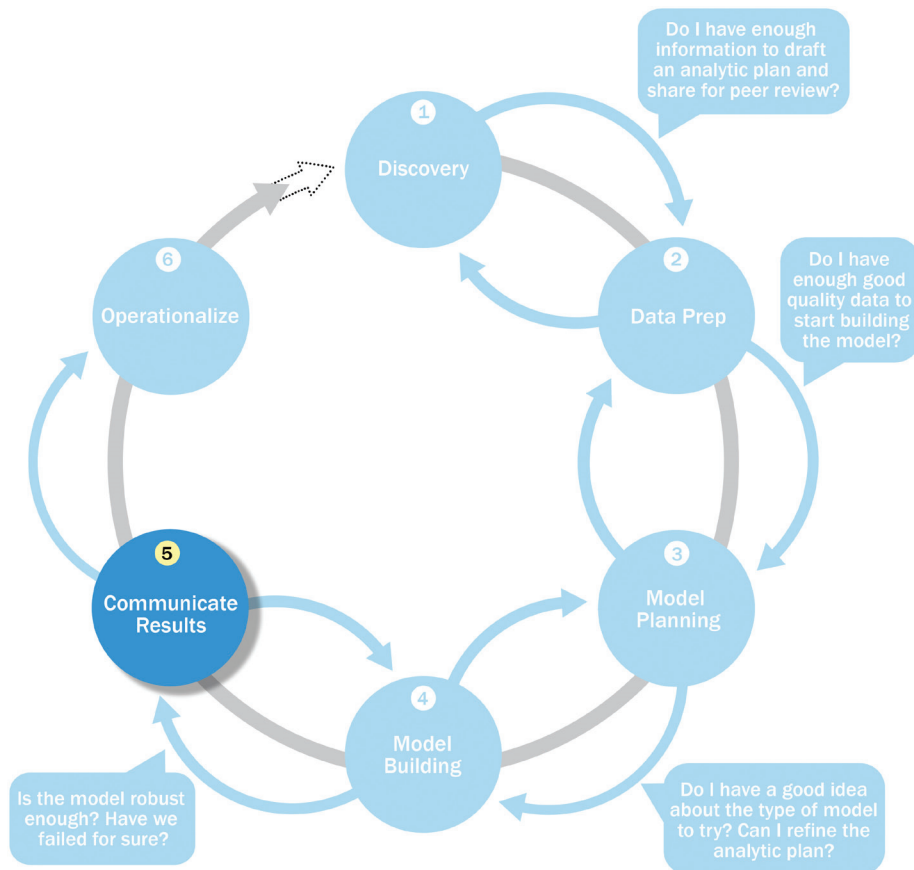 Do I have enough
information to draft
an analytic plan and
share for peer review?
1
Discovery
6
Operationalize
2
Data Prep
Do I have
enough good
quality data to
start building
the model?
5
Communicate
Results
3
Model
Planning
4
Model
Building
Is the model robust
enough? Have we
failed for sure?
Do I have a good idea
about the type of model
to try? Can I refine the
analytic plan?